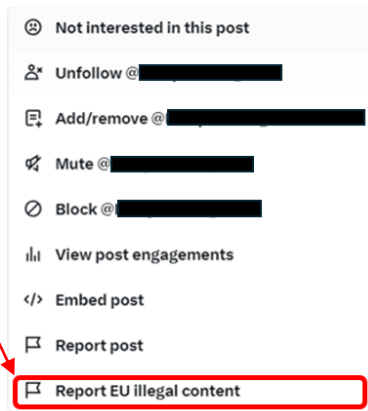 Not interested in this post
Unfollow @
Add/remove @
Mute @
Block @
View post engagements
Embed post
Report post
Report EU illegal content